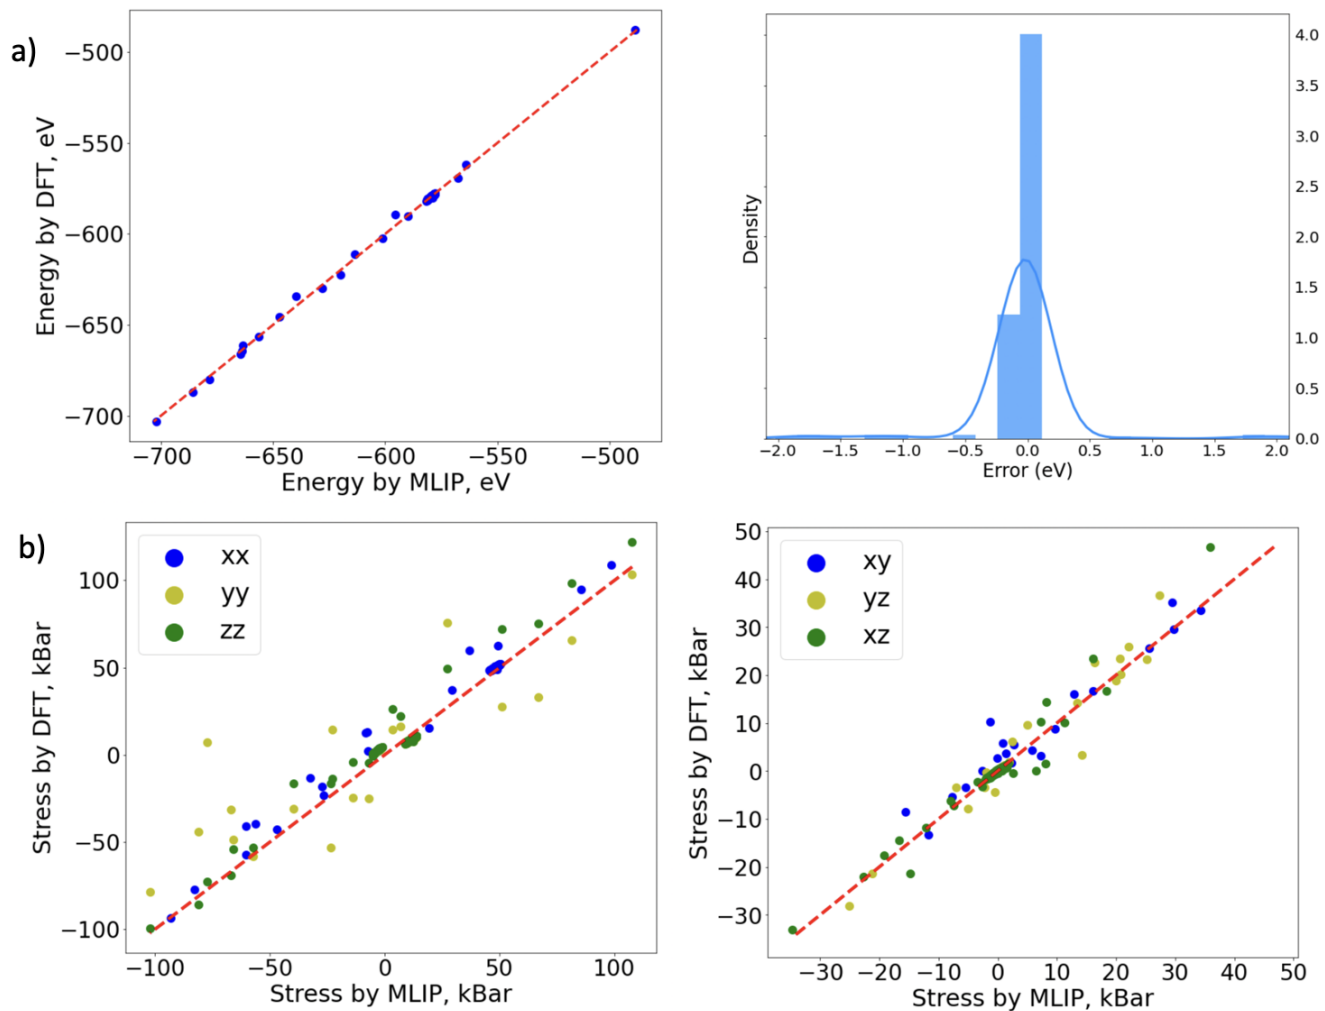 a)
Energy by DFT, eV
−500
−550
−600
−650
−700
−700 −650 −600 −550 −500
Energy by MLIP, eV
Density
4.0
3.5
3.0
2.5
2.0
1.5
1.0
0.5
0.0
−2.0 −1.5 −1.0 −0.5 0.0 0.5 1.0 1.5 2.0
Error (eV)
b)
xx
yy
zz
Stress by DFT, kBar
100
50
0
−50
−100
−100 −50 0 50 100
Stress by MLIP, kBar
xy
yz
xz
Stress by DFT, kBar
50
40
30
20
10
0
−10
−20
−30
−30 −20 −10 0 10 20 30 40 50
Stress by MLIP, kBar